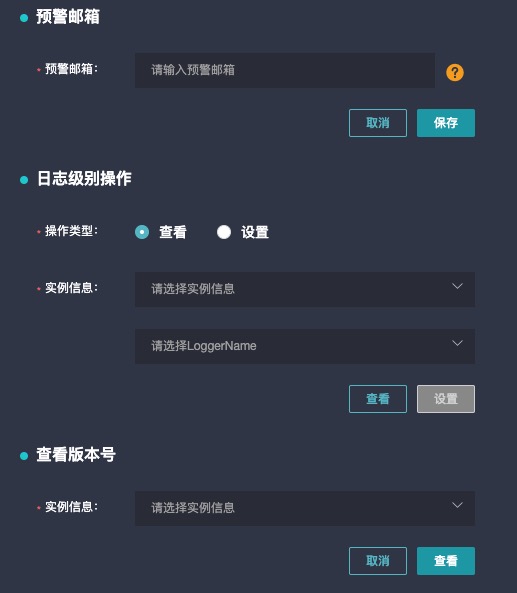 预警邮箱
* 预警邮箱：
请输入预警邮箱
?
取消 保存
日志级别操作
* 操作类型： 查看 设置
* 实例信息： 请选择实例信息
请选择LoggerName
查看 设置
查看版本号
* 实例信息： 请选择实例信息
取消 查看